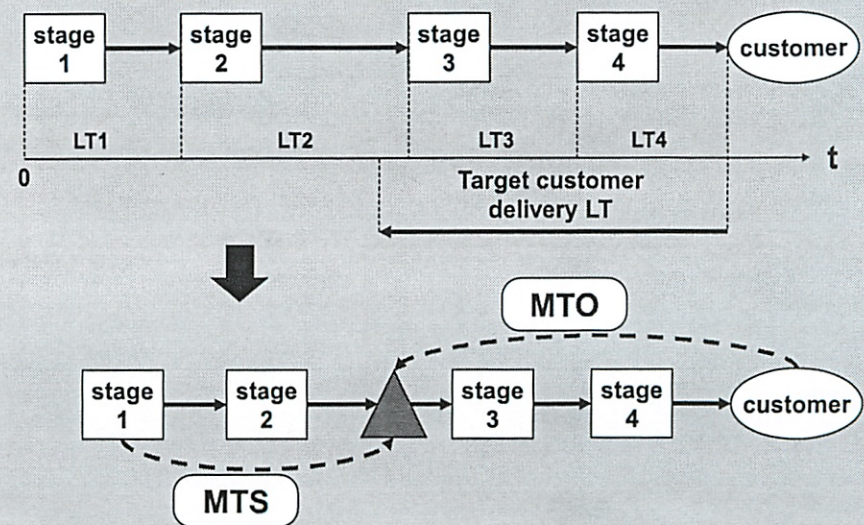 stage
1
stage
2
stage
3
stage
4
customer
LT1
LT2
LT3
LT4
0
t
Target customer
delivery LT
MTO
stage
1
stage
2
stage
3
stage
4
customer
MTS